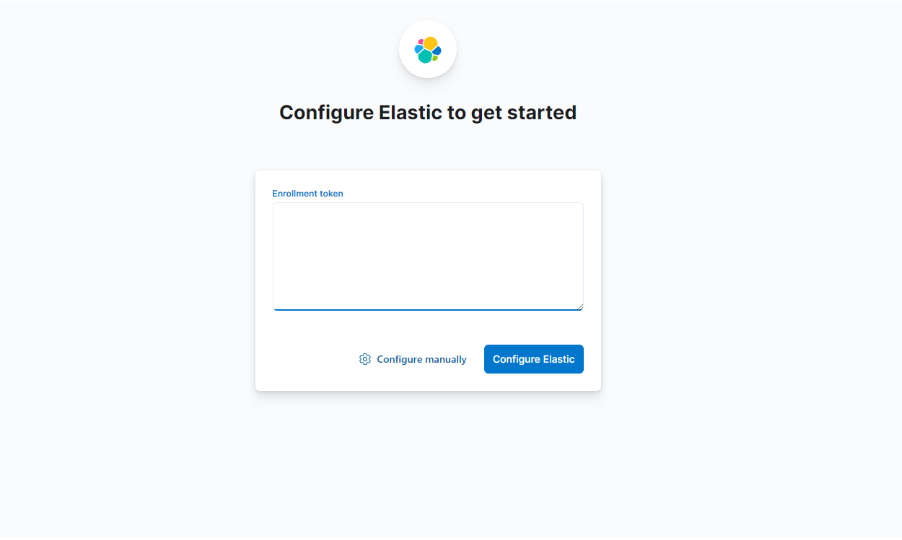 Configure Elastic to get started
Enrollment token
Configure manually
Configure Elastic